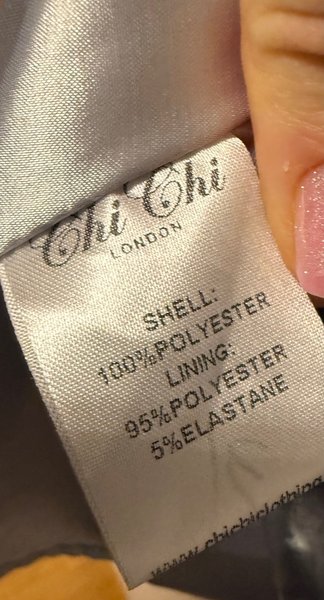 Chi Chi
LONDON
SHELL:
100%POLYESTER
LINING:
95%POLYESTER
5%ELASTANE
www.chichiclothing